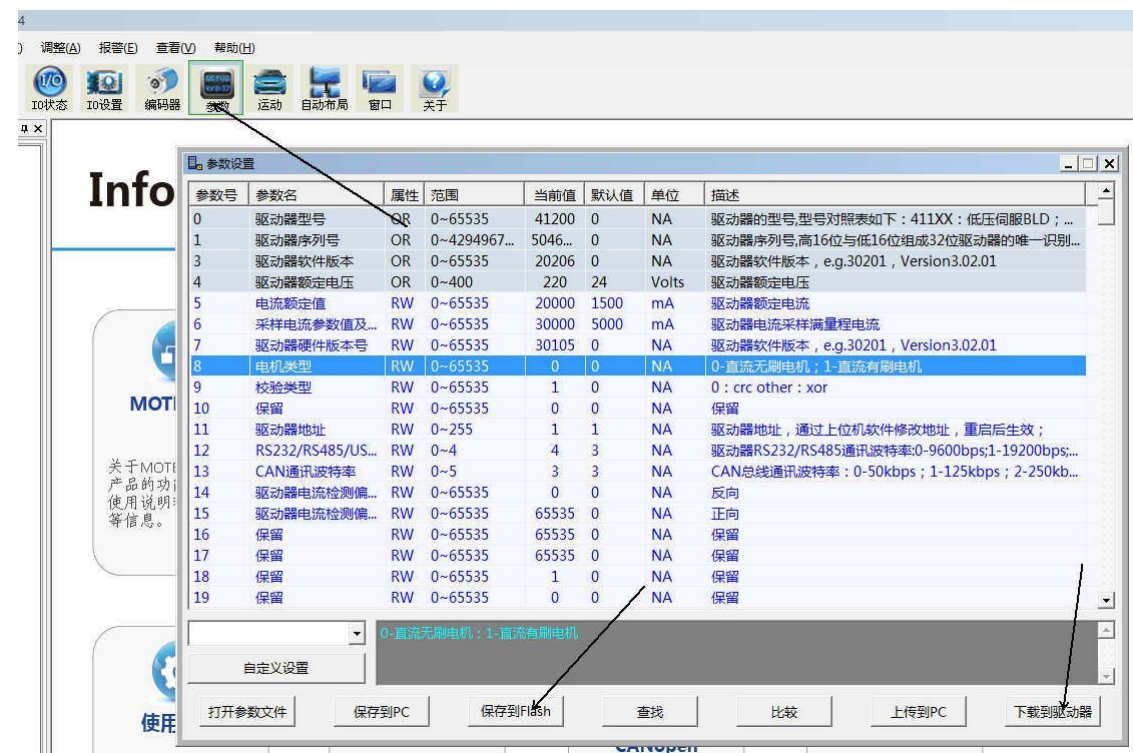 4
) 调整(A) 报警(E) 查看(V) 帮助(H)
IO状态 IO设置 编码器 参数 运动 自动布局 窗口 关于
Info
参数设置
参数号 参数名 属性 范围 当前值 默认值 单位 描述
0 驱动器型号 OR 0~65535 41200 0 NA 驱动器的型号,型号对照表如下：411XX：低压伺服BLD；...
1 驱动器序列号 OR 0~4294967... 5046... 0 NA 驱动器序列号,高16位与低16位组成32位驱动器的唯一识别...
3 驱动器软件版本 OR 0~65535 20206 0 NA 驱动器软件版本，e.g.30201，Version3.02.01
4 驱动器额定电压 OR 0~400 220 24 Volts 驱动器额定电压
5 电流额定值 RW 0~65535 20000 1500 mA 驱动器额定电流
6 采样电流参数值及... RW 0~65535 30000 5000 mA 驱动器电流采样满量程电流
7 驱动器硬件版本号 RW 0~65535 30105 0 NA 驱动器软件版本，e.g.30201，Version3.02.01
8 电机类型 RW 0~65535 0 0 NA 0-直流无刷电机；1-直流有刷电机
9 校验类型 RW 0~65535 1 0 NA 0：crc other：xor
10 保留 RW 0~65535 0 0 NA 保留
11 驱动器地址 RW 0~255 1 1 NA 驱动器地址，通过上位机软件修改地址，重启后生效；
12 RS232/RS485/US... RW 0~4 4 3 NA 驱动器RS232/RS485通讯波特率:0-9600bps;1-19200bps;...
13 CAN通讯波特率 RW 0~5 3 3 NA CAN总线通讯波特率：0-50kbps；1-125kbps；2-250kb...
14 驱动器电流检测偏... RW 0~65535 0 0 NA 反向
15 驱动器电流检测偏... RW 0~65535 65535 0 NA 正向
16 保留 RW 0~65535 65535 0 NA 保留
17 保留 RW 0~65535 65535 0 NA 保留
18 保留 RW 0~65535 1 0 NA 保留
19 保留 RW 0~65535 0 0 NA 保留
MOT
关于MOTE
产品的功
使用说明
等信息。
0-直流无刷电机；1-直流有刷电机
自定义设置
打开参数文件 保存到PC 保存到Flash 查找 比较 上传到PC 下载到驱动器
使用
CANopen